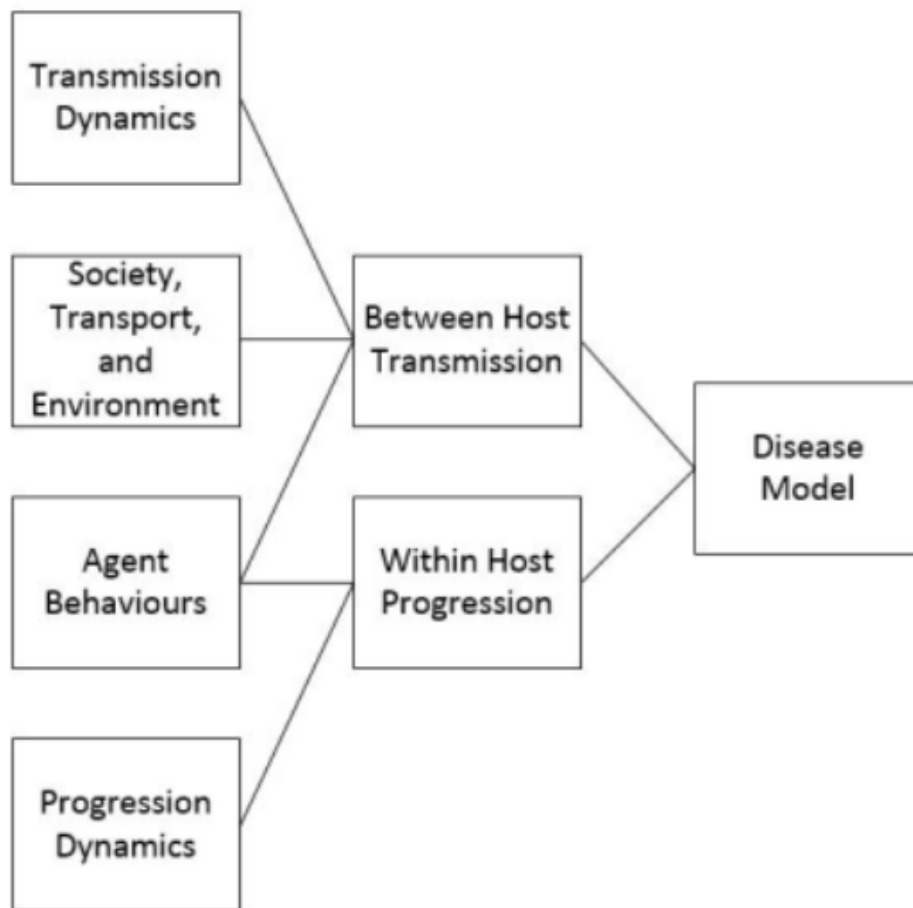 Transmission
Dynamics
Society,
Transport,
and
Environment
Between Host
Transmission
Disease
Model
Agent
Behaviours
Within Host
Progression
Progression
Dynamics